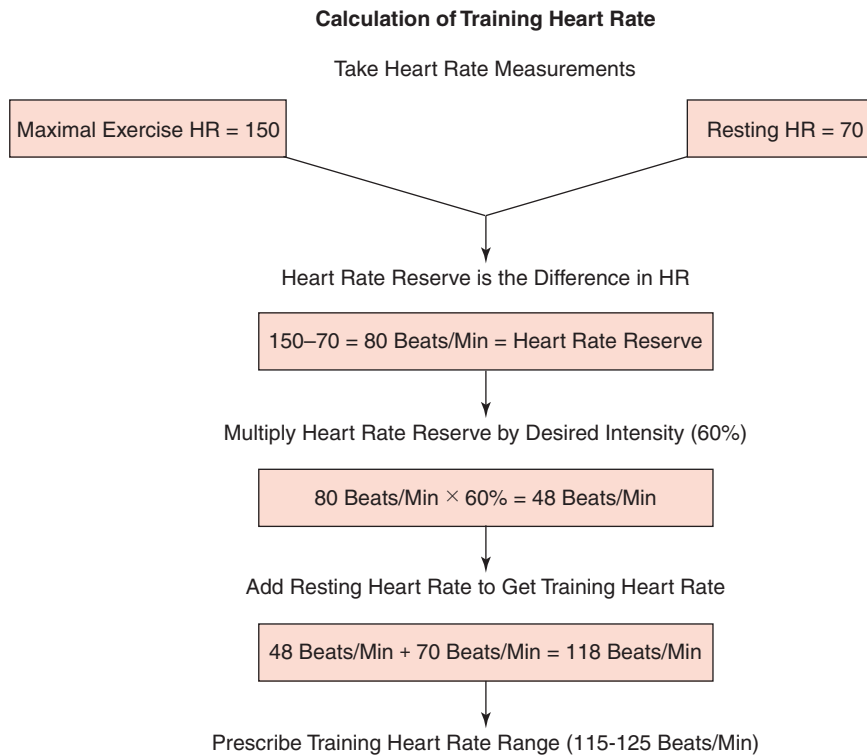 Calculation of Training Heart Rate
Take Heart Rate Measurements
Maximal Exercise HR = 150
Resting HR = 70
Heart Rate Reserve is the Difference in HR
150–70 = 80 Beats/Min = Heart Rate Reserve
Multiply Heart Rate Reserve by Desired Intensity (60%)
80 Beats/Min × 60% = 48 Beats/Min
Add Resting Heart Rate to Get Training Heart Rate
48 Beats/Min + 70 Beats/Min = 118 Beats/Min
Prescribe Training Heart Rate Range (115-125 Beats/Min)